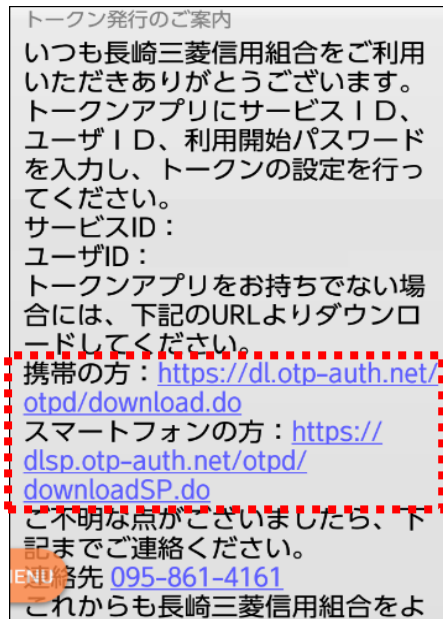 トークン発行のご案内
いつも長崎三菱信用組合をご利用
いただきありがとうございます。
トークンアプリにサービスＩＤ、
ユーザＩＤ、利用開始パスワード
を入力し、トークンの設定を行っ
てください。
サービスID：
ユーザID：
トークンアプリをお持ちでない場
合には、下記のURLよりダウンロ
ードしてください。
携帯の方：https://dl.otp-auth.net/
otpd/download.do
スマートフォンの方：https://
dlsp.otp-auth.net/otpd/
downloadSP.do
ご不明な点がございましたら、下
記までご連絡ください。
連絡先 095-861-4161
ENU
これからも長崎三菱信用組合をよ